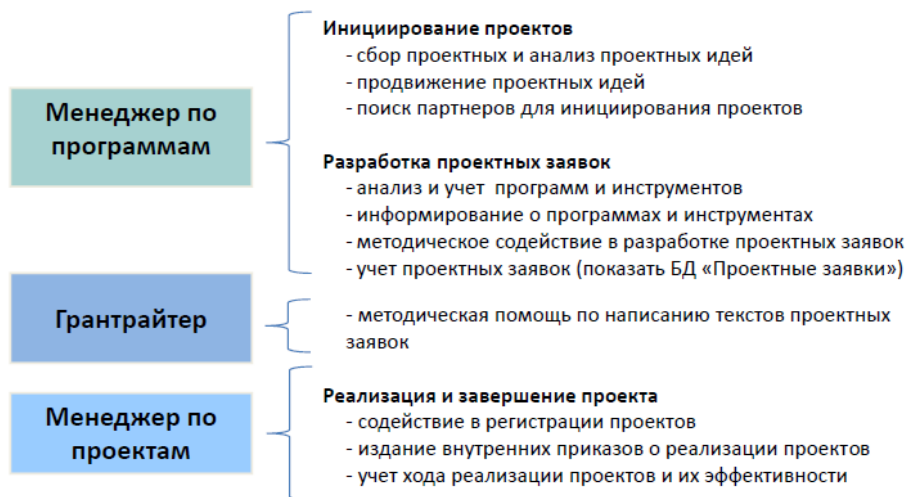 Менеджер по
программам
Инициирование проектов
- сбор проектных и анализ проектных идей
- продвижение проектных идей
- поиск партнеров для инициирования проектов
Разработка проектных заявок
- анализ и учет программ и инструментов
- информирование о программах и инструментах
- методическое содействие в разработке проектных заявок
- учет проектных заявок (показать БД «Проектные заявки»)
Грантрайтер
- методическая помощь по написанию текстов проектных
заявок
Менеджер по
проектам
Реализация и завершение проекта
- содействие в регистрации проектов
- издание внутренних приказов о реализации проектов
- учет хода реализации проектов и их эффективности